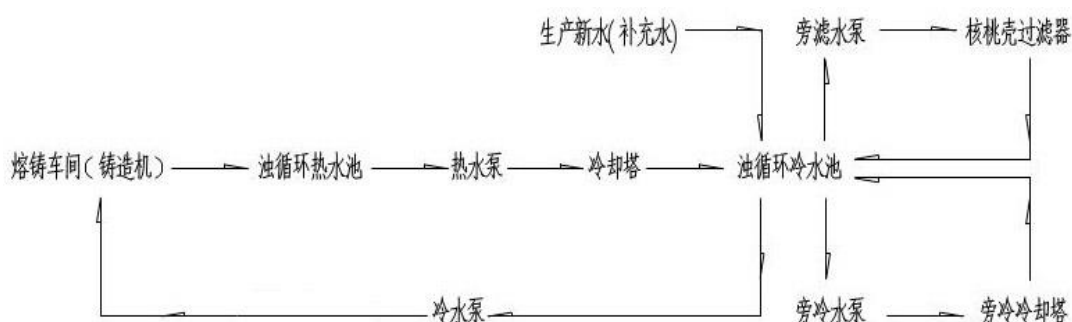 生产新水(补充水) 旁滤水泵 核桃壳过滤器
熔铸车间(铸造机) 浊循环热水池 热水泵 冷却塔 浊循环冷水池
冷水泵 旁冷水泵 旁冷冷却塔